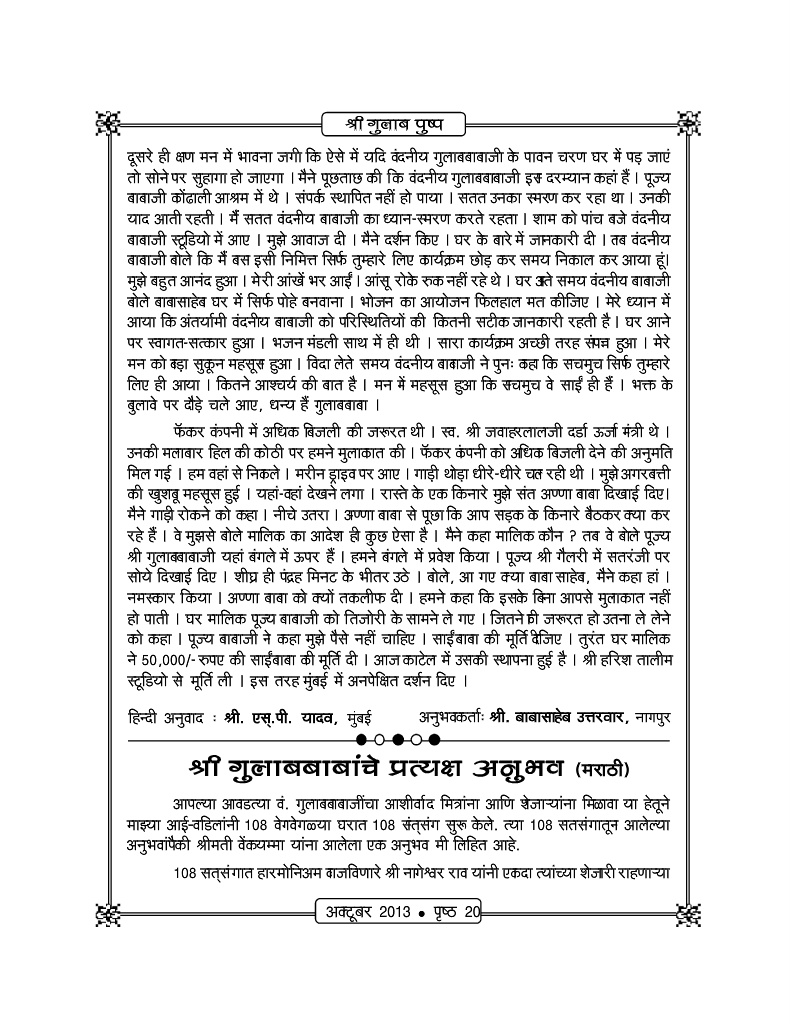 श्री गुलाब पुष्प
दूसरे ही क्षण मन में भावना जगी कि ऐसे में यदि वंदनीय गुलाबबाबाजी के पावन चरण घर में पड़ जाएं
तो सोने पर सुहागा हो जाएगा । मैने पूछताछ की कि वंदनीय गुलाबबाबाजी इस दरम्यान कहां हैं । पूज्य
बाबाजी कोंढाली आश्रम में थे । संपर्क स्थापित नहीं हो पाया । सतत उनका स्मरण कर रहा था । उनकी
याद आती रहती । मैं सतत वंदनीय बाबाजी का ध्यान-स्मरण करते रहता । शाम को पांच बजे वंदनीय
बाबाजी स्टूडियो में आए । मुझे आवाज दी । मैने दर्शन किए । घर के बारे में जानकारी दी । तब वंदनीय
बाबाजी बोले कि मैं बस इसी निमित्त सिर्फ तुम्हारे लिए कार्यक्रम छोड़ कर समय निकाल कर आया हूं।
मुझे बहुत आनंद हुआ । मेरी आंखें भर आईं । आंसू रोके रुक नहीं रहे थे । घर आते समय वंदनीय बाबाजी
बोले बाबासाहेब घर में सिर्फ पोहे बनवाना । भोजन का आयोजन फिलहाल मत कीजिए । मेरे ध्यान में
आया कि अंतर्यामी वंदनीय बाबाजी को परिस्थितियों की कितनी सटीक जानकारी रहती है । घर आने
पर स्वागत-सत्कार हुआ । भजन मंडली साथ में ही थी । सारा कार्यक्रम अच्छी तरह संपन्न हुआ । मेरे
मन को बड़ा सुकून महसूस हुआ । विदा लेते समय वंदनीय बाबाजी ने पुनः कहा कि सचमुच सिर्फ तुम्हारे
लिए ही आया । कितने आश्चर्य की बात है । मन में महसूस हुआ कि सचमुच वे साईं ही हैं । भक्त के
बुलावे पर दौड़े चले आए, धन्य हैं गुलाबबाबा ।
फॅकर कंपनी में अधिक बिजली की जरूरत थी । स्व. श्री जवाहरलालजी दर्डा ऊर्जा मंत्री थे ।
उनकी मलाबार हिल की कोठी पर हमने मुलाकात की । फॅकर कंपनी को अधिक बिजली देने की अनुमति
मिल गई । हम वहां से निकले । मरीन ड्राइव पर आए । गाड़ी थोड़ा धीरे-धीरे चल रही थी । मुझे अगरबत्ती
की खुशबू महसूस हुई । यहां-वहां देखने लगा । रास्ते के एक किनारे मुझे संत अण्णा बाबा दिखाई दिए।
मैने गाड़ी रोकने को कहा । नीचे उतरा । अण्णा बाबा से पूछा कि आप सड़क के किनारे बैठकर क्या कर
रहे हैं । वे मुझसे बोले मालिक का आदेश ही कुछ ऐसा है । मैने कहा मालिक कौन ? तब वे बोले पूज्य
श्री गुलाबबाबाजी यहां बंगले में ऊपर हैं । हमने बंगले में प्रवेश किया । पूज्य श्री गैलरी में सतरंजी पर
सोये दिखाई दिए । शीघ्र ही पंद्रह मिनट के भीतर उठे । बोले, आ गए क्या बाबा साहेब, मैने कहा हां ।
नमस्कार किया । अण्णा बाबा को क्यों तकलीफ दी । हमने कहा कि इसके बिना आपसे मुलाकात नहीं
हो पाती । घर मालिक पूज्य बाबाजी को तिजोरी के सामने ले गए । जितने की जरूरत हो उतना ले लेने
को कहा । पूज्य बाबाजी ने कहा मुझे पैसे नहीं चाहिए । साईंबाबा की मूर्ति दीजिए । तुरंत घर मालिक
ने 50,000/- रुपए की साईंबाबा की मूर्ति दी । आज काटेल में उसकी स्थापना हुई है । श्री हरिश तालीम
स्टूडियो से मूर्ति ली । इस तरह मुंबई में अनपेक्षित दर्शन दिए ।
हिन्दी अनुवाद : श्री. एस्.पी. यादव, मुंबई अनुभवकर्ताः श्री. बाबासाहेब उत्तरवार, नागपुर
श्री गुलाबबाबांचे प्रत्यक्ष अनुभव (मराठी)
आपल्या आवडत्या वं. गुलाबबाबाजींचा आशीर्वाद मित्रांना आणि शेजाऱ्यांना मिळावा या हेतूने
माझ्या आई-वडिलांनी 108 वेगवेगळ्या घरात 108 संत्संग सुरू केले. त्या 108 सतसंगातून आलेल्या
अनुभवांपैकी श्रीमती वेंकयम्मा यांना आलेला एक अनुभव मी लिहित आहे.
108 सत्संगात हारमोनिअम वाजविणारे श्री नागेश्वर राव यांनी एकदा त्यांच्या शेजारी राहणाऱ्या
अक्टूबर 2013 ● पृष्ठ 20